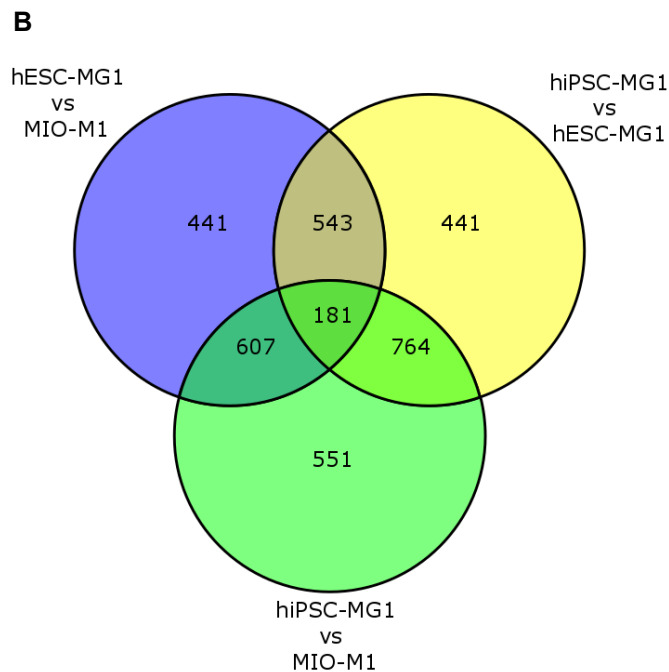 B
hESC-MG1
vs
MIO-M1
hiPSC-MG1
vs
hESC-MG1
441
543
441
181
607
764
551
hiPSC-MG1
vs
MIO-M1